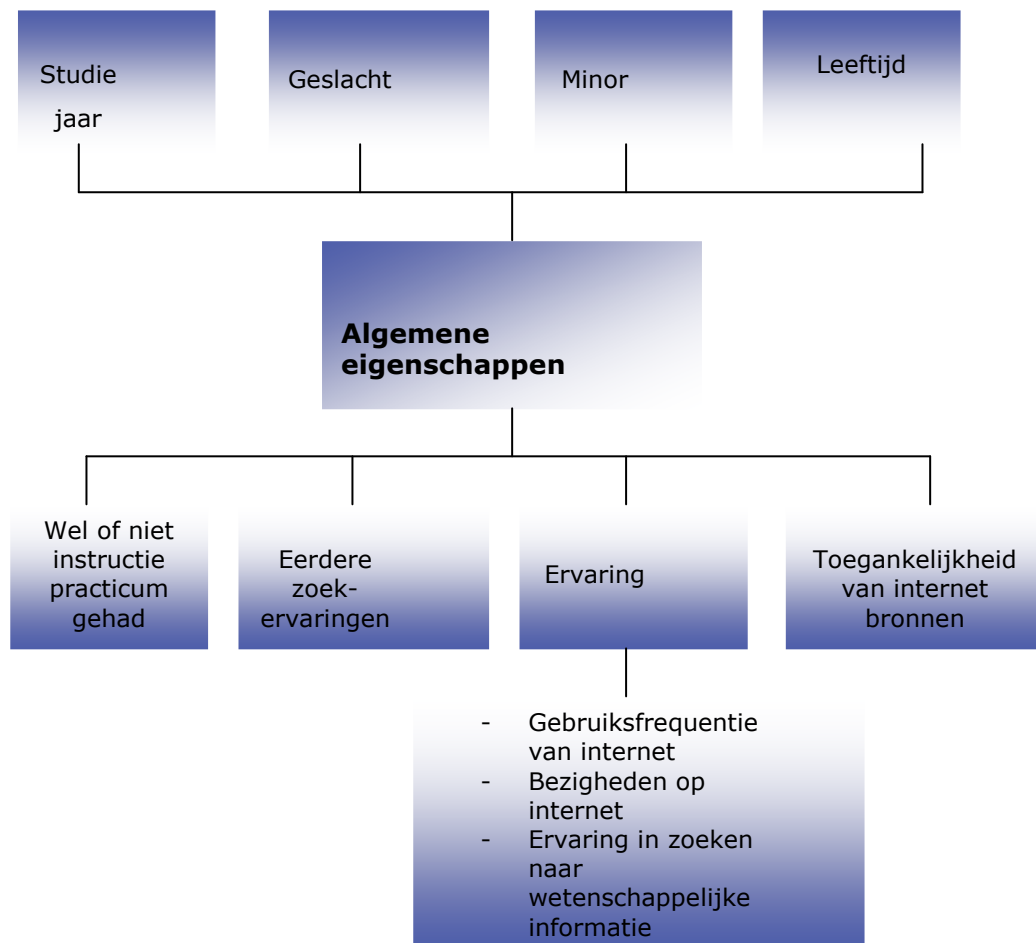 Studie
jaar
Geslacht
Minor
Leeftijd
Algemene
eigenschappen
Wel of niet
instructie
practicum
gehad
Eerdere
zoek-
ervaringen
Ervaring
Toegankelijkheid
van internet
bronnen
- Gebruiksfrequentie
van internet
- Bezigheden op
internet
- Ervaring in zoeken
naar
wetenschappelijke
informatie